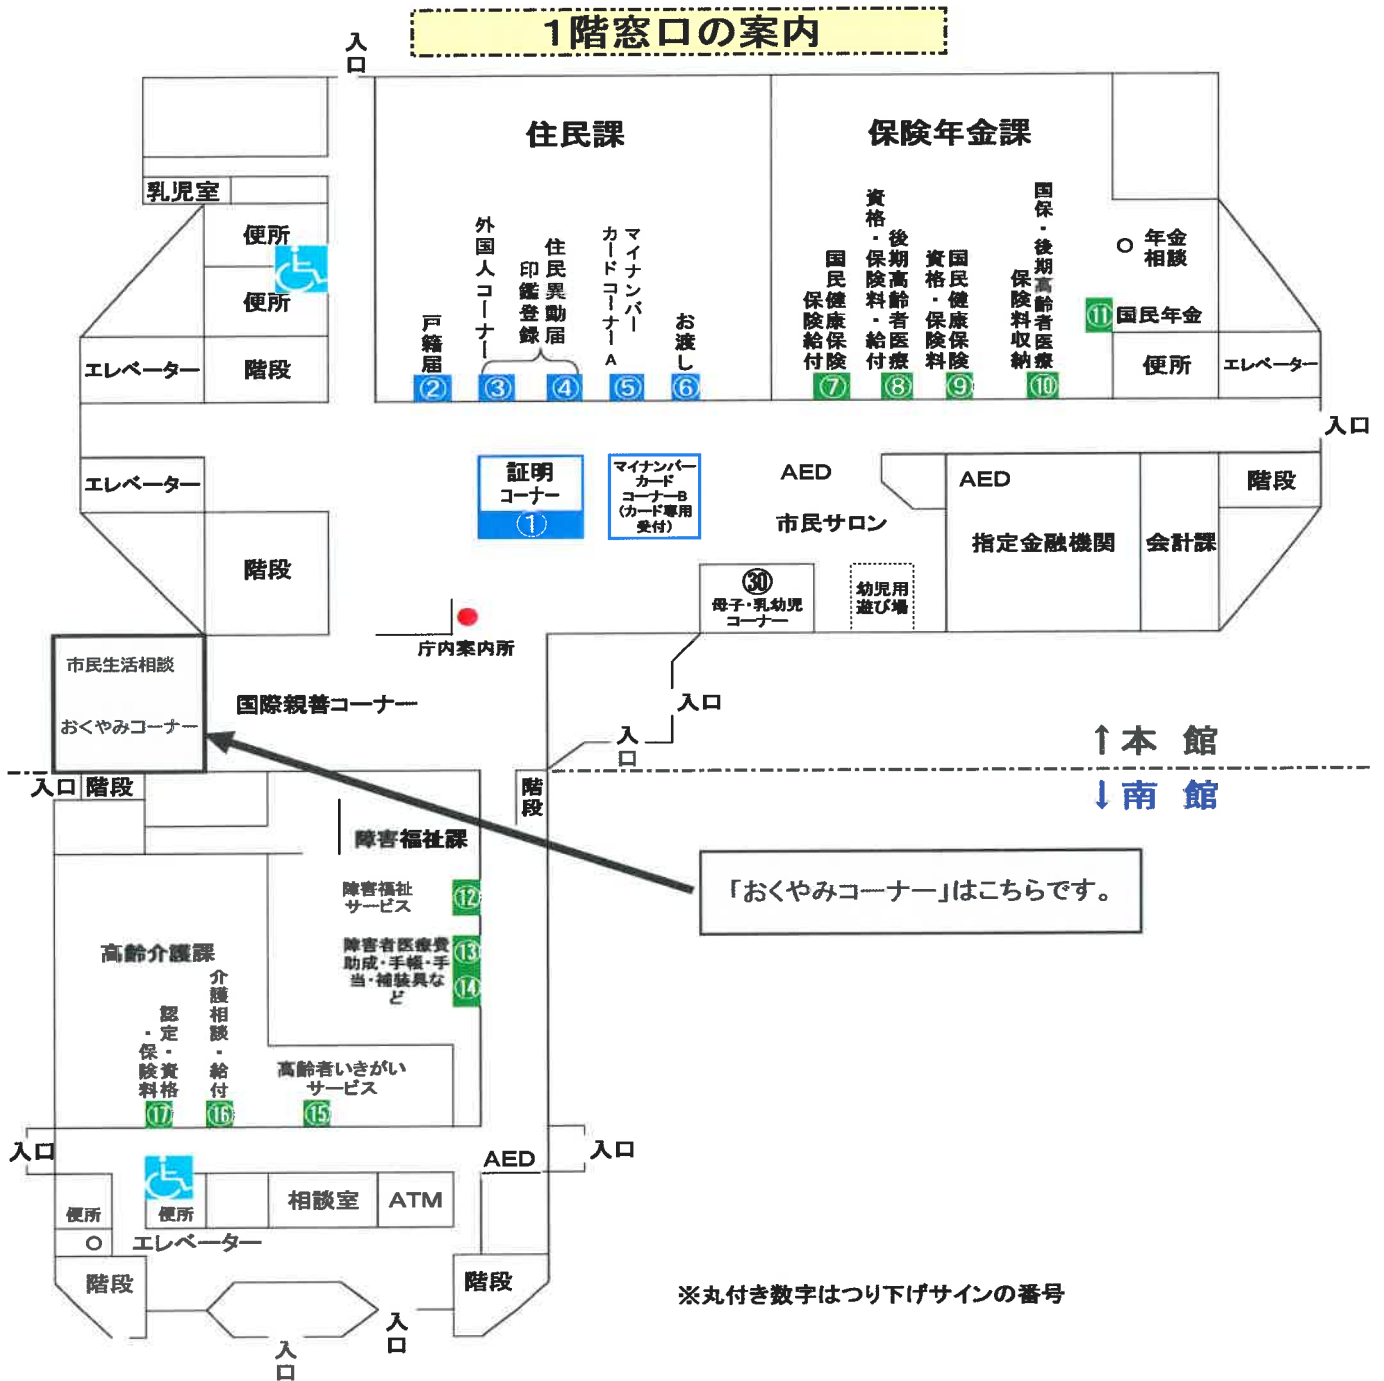 1階窓口の案内
入口
住民課
保険年金課
乳児室
便所
便所
エレベーター
階段
戸籍届
②
外国人コーナー
③
印鑑登録
住民異動届
④
マイナンバー
カードコーナーA
⑤
お渡し
⑥
国民健康保険
保険給付
⑦
後期高齢者医療
資格・保険料・給付
⑧
国民健康保険
資格・保険料
⑨
国保・後期高齢者医療
保険料収納
⑩
○ 年金
相談
⑪ 国民年金
便所
エレベーター
入口
エレベーター
階段
証明
コーナー
①
マイナンバー
カード
コーナーB
(カード専用
受付)
AED
市民サロン
AED
指定金融機関
会計課
階段
㉚
母子・乳幼児
コーナー
幼児用
遊び場
庁内案内所
市民生活相談
おくやみコーナー
国際親善コーナー
入口
入口
↑本 館
↓南 館
入口
階段
階段
障害福祉課
「おくやみコーナー」はこちらです。
障害福祉
サービス
⑫
障害者医療費
助成・手帳・手
当・補装具な
ど
⑬
⑭
高齢介護課
認定・資格
・保険料
⑰
介護相談・給付
⑯
高齢者いきがい
サービス
⑮
入口
AED
入口
便所
便所
相談室
ATM
○
エレベーター
階段
階段
入口
入口
※丸付き数字はつり下げサインの番号